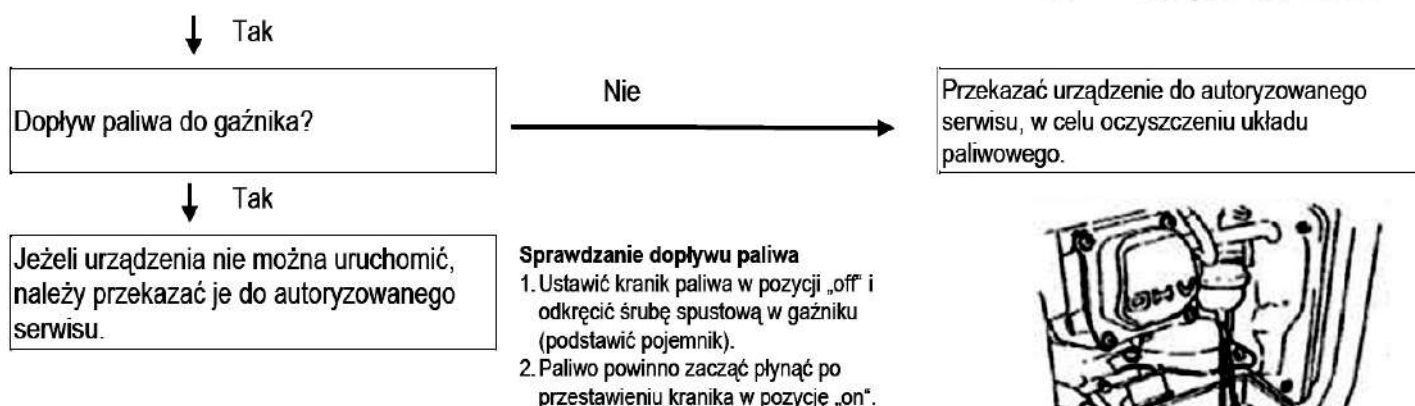 Tak
Dopływ paliwa do gaźnika?
Nie
Przekazać urządzenie do autoryzowanego
serwisu, w celu oczyszczeniu układu
paliwowego.
Tak
Jeżeli urządzenia nie można uruchomić,
należy przekazać je do autoryzowanego
serwisu.
Sprawdzanie dopływu paliwa
1. Ustawić kranik paliwa w pozycji „off“ i
odkręcić śrubę spustową w gaźniku
(podstawić pojemnik).
2. Paliwo powinno zacząć płynąć po
przestawieniu kranika w pozycję „on“.